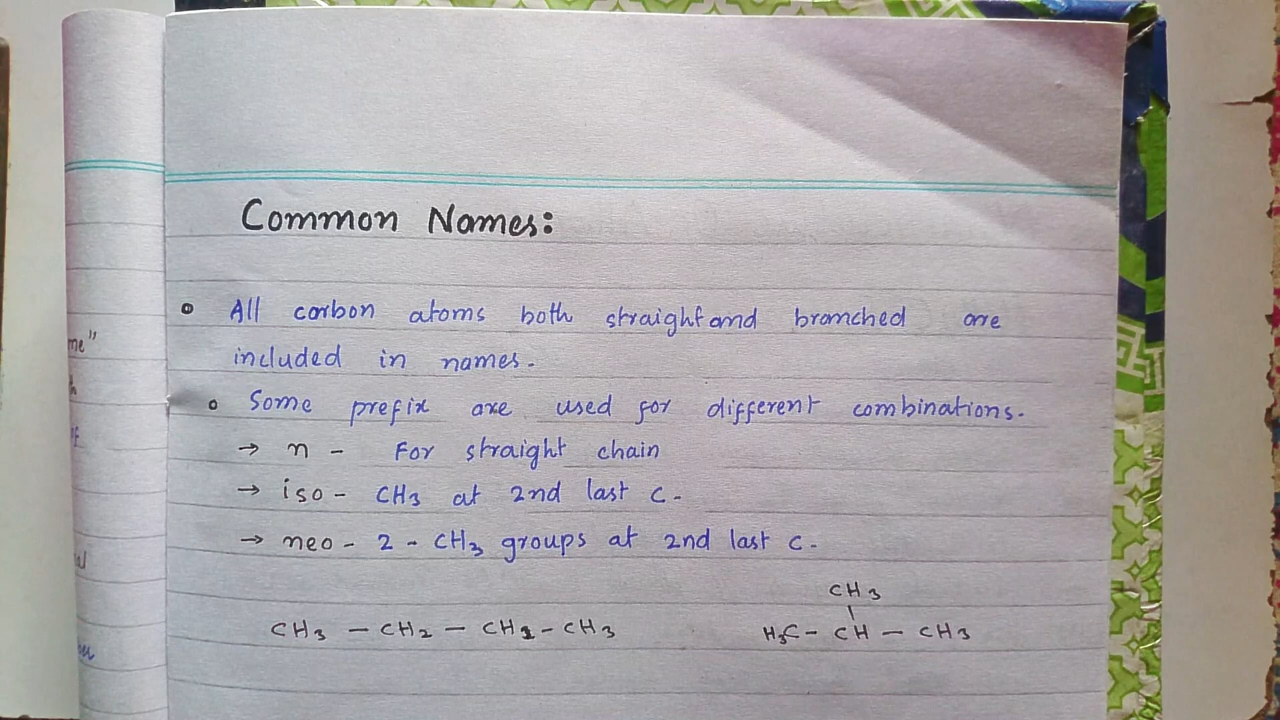 Common Names:
All carbon atoms both straight and branched are
included in names.
Some prefix are used for different combinations.
→ n - For straight chain
→ iso - CH3 at 2nd last C.
→ neo - 2 - CH3 groups at 2nd last C.
CH3
CH3 - CH2 - CH2 - CH3 H3C - CH - CH3
me"